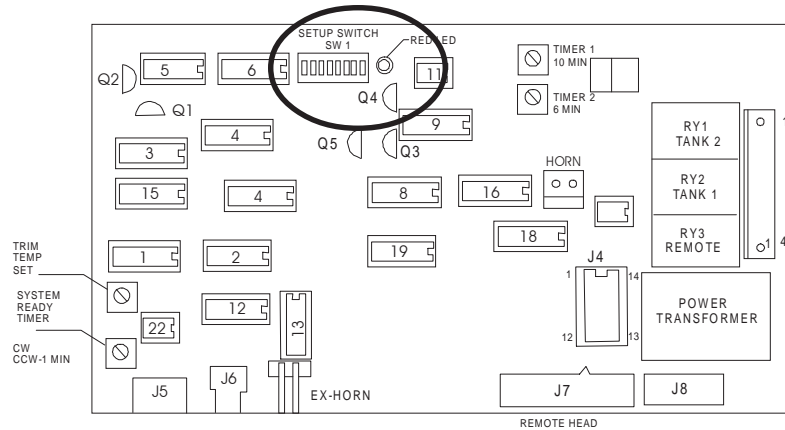 SETUP SWITCH
SW 1
RED LED
TIMER 1
10 MIN
TIMER 2
6 MIN
Q2
5
6
11
Q4
Q1
4
9
Q5
Q3
3
RY1
TANK 2
1
HORN
15
4
8
16
RY2
TANK 1
18
RY3
REMOTE
1
4
TRIM
TEMP
SET
1
2
19
J4
1
14
SYSTEM
READY
TIMER
12
13
POWER
TRANSFORMER
22
12
13
CW
CCW-1 MIN
J5
J6
EX-HORN
J7
J8
REMOTE HEAD